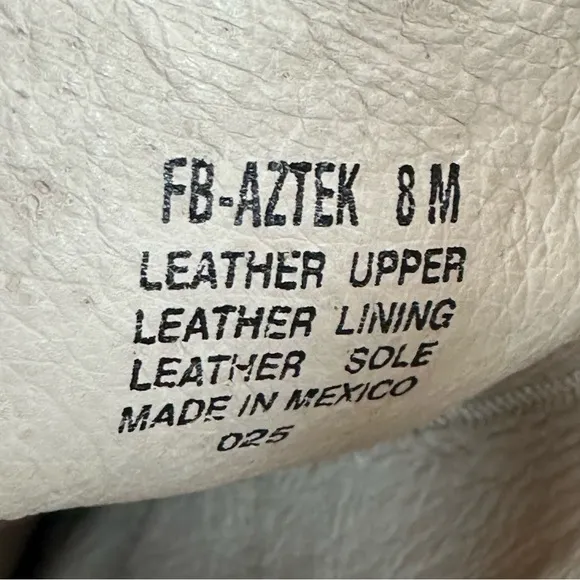 FB-AZTEK 8 M
LEATHER UPPER
LEATHER LINING
LEATHER SOLE
MADE IN MEXICO
025